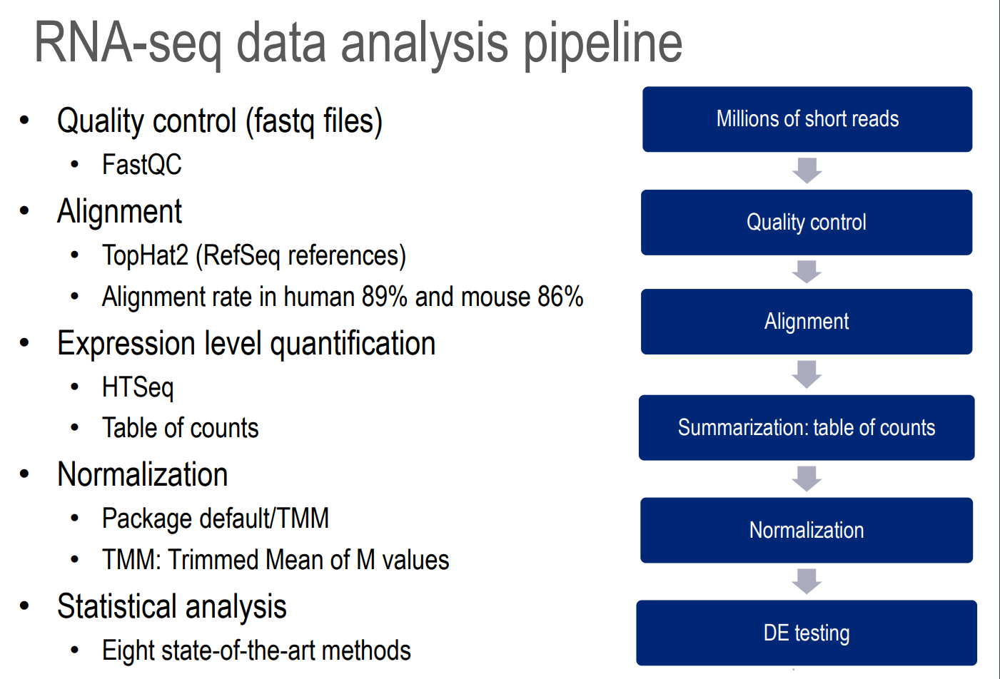 RNA-seq data analysis pipeline
• Quality control (fastq files)
• FastQC
• Alignment
• TopHat2 (RefSeq references)
• Alignment rate in human 89% and mouse 86%
• Expression level quantification
• HTSeq
• Table of counts
• Normalization
• Package default/TMM
• TMM: Trimmed Mean of M values
• Statistical analysis
• Eight state-of-the-art methods
Millions of short reads
Quality control
Alignment
Summarization: table of counts
Normalization
DE testing